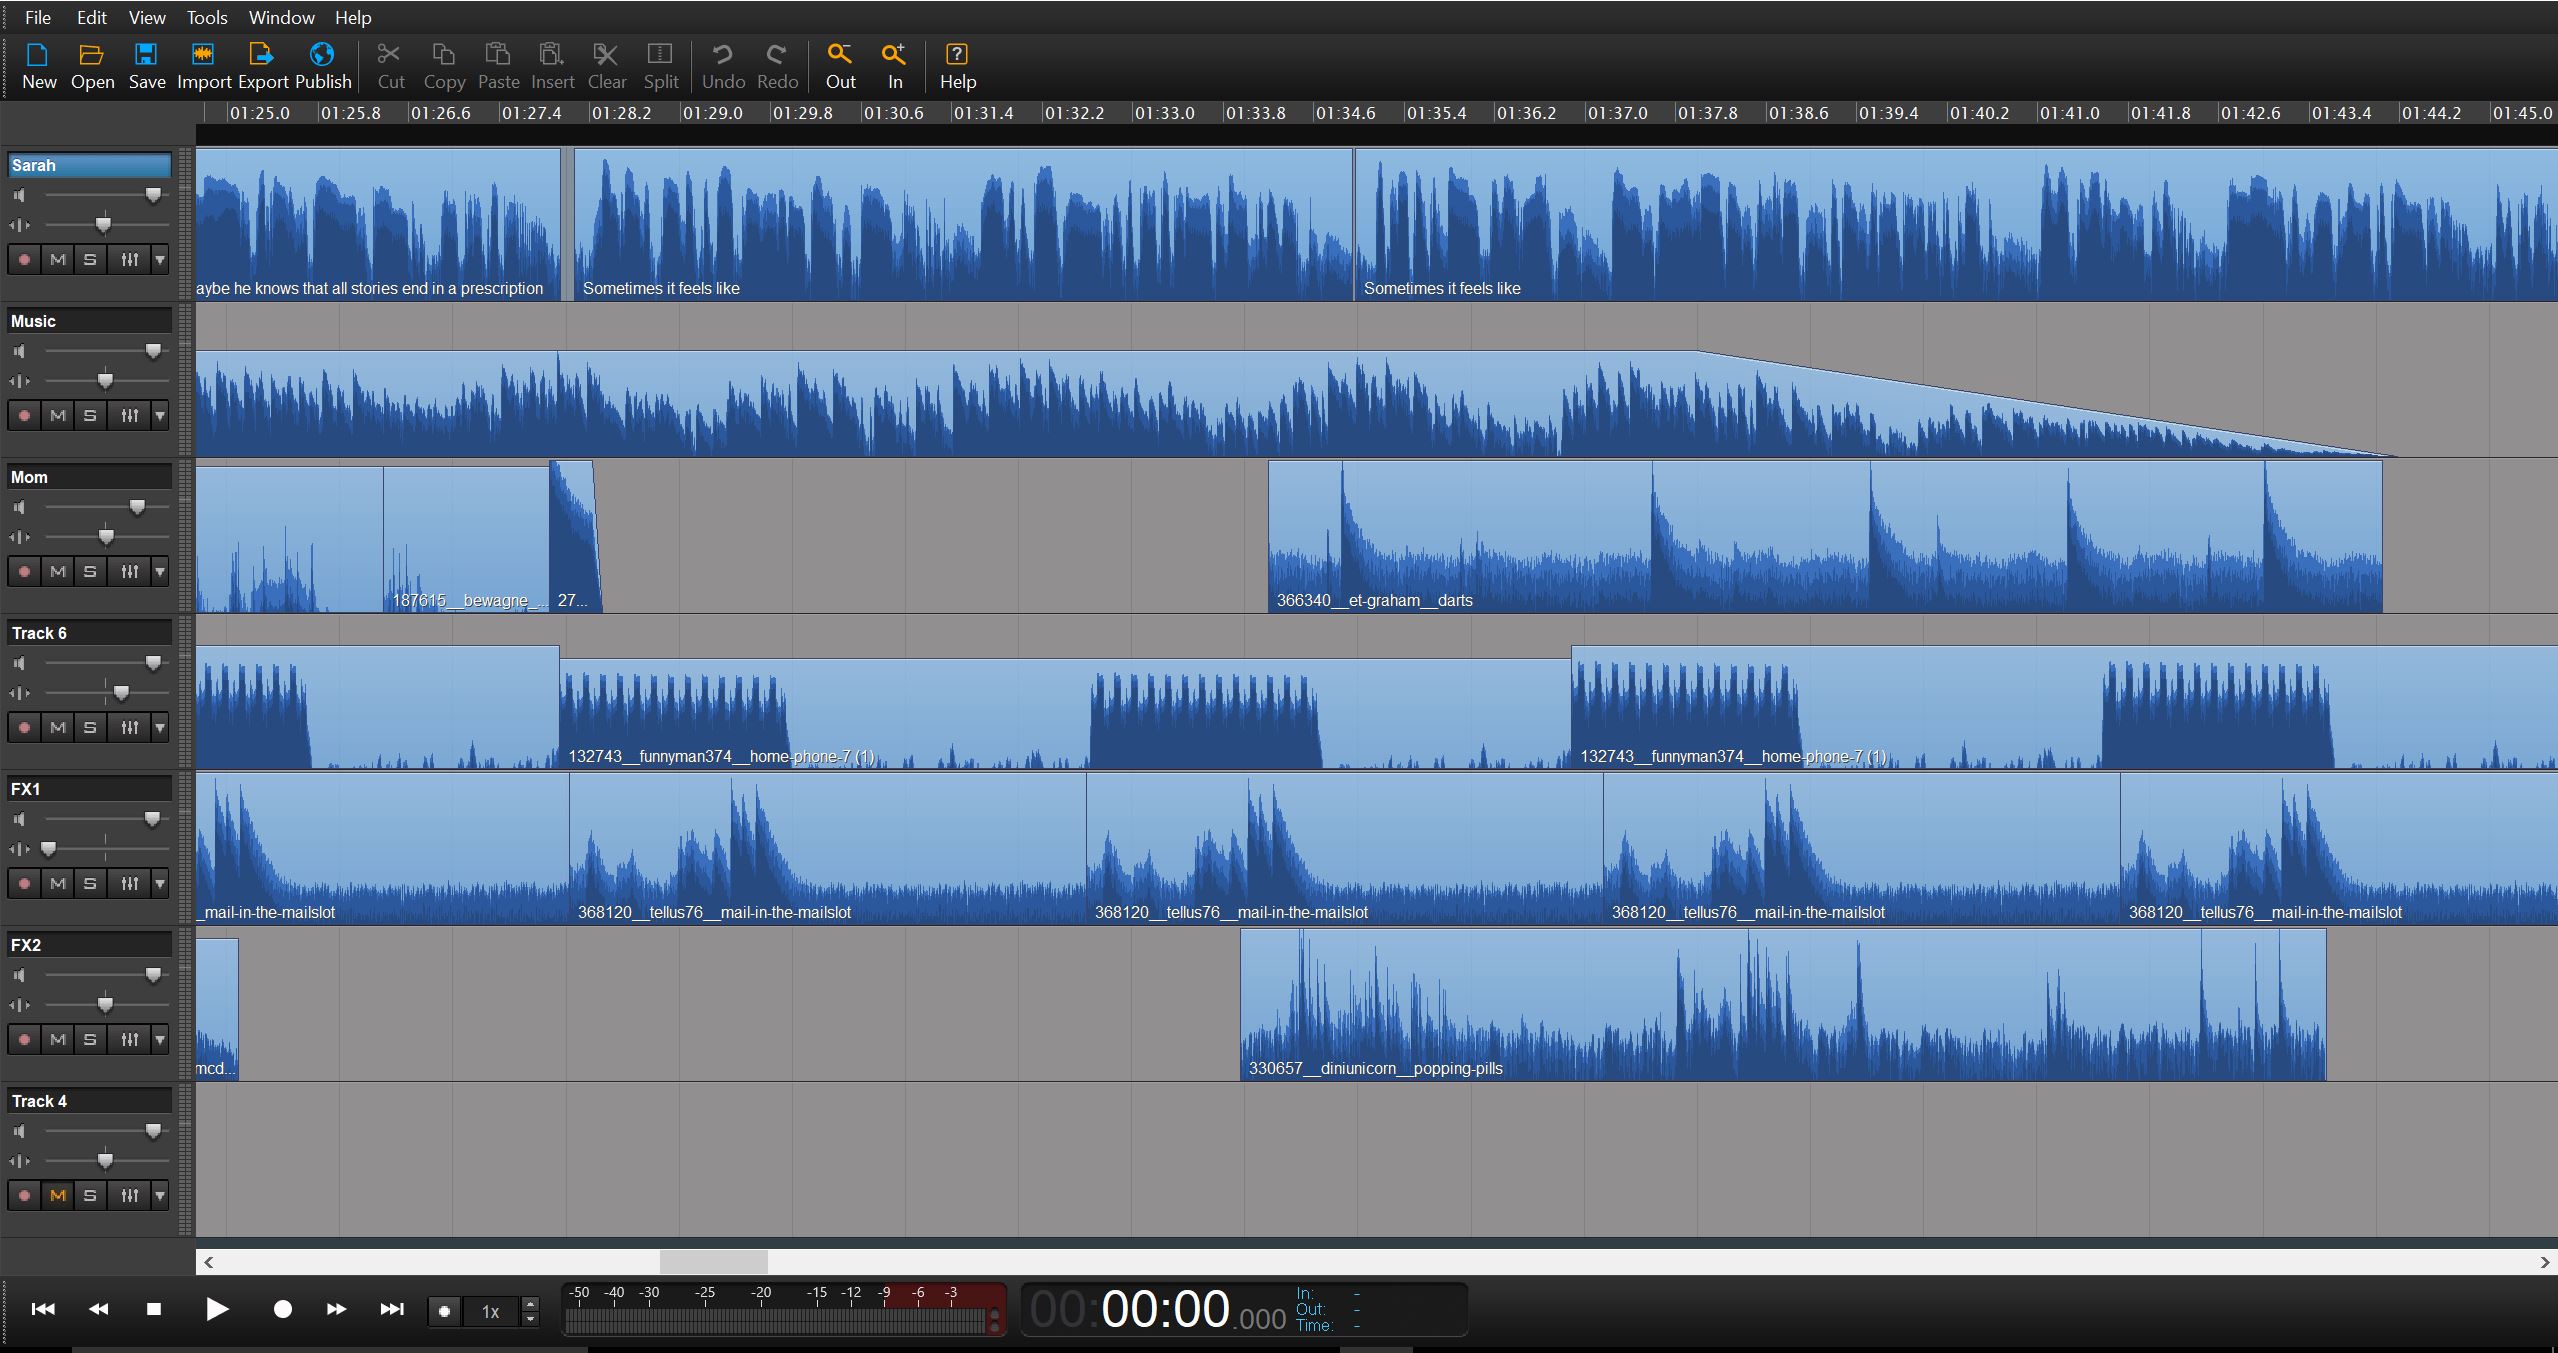 File Edit View Tools Window Help
New Open Save Import Export Publish Cut Copy Paste Insert Clear Split Undo Redo Out In Help
01:25.0 01:25.8 01:26.6 01:27.4 01:28.2 01:29.0 01:29.8 01:30.6 01:31.4 01:32.2 01:33.0 01:33.8 01:34.6 01:35.4 01:36.2 01:37.0 01:37.8 01:38.6 01:39.4 01:40.2 01:41.0 01:41.8 01:42.6 01:43.4 01:44.2 01:45.0
Sarah
M S
aybe he knows that all stories end in a prescription Sometimes it feels like Sometimes it feels like
Music
M S
Mom
M S
187615__bewagne_... 27... 366340__et-graham__darts
Track 6
M S
132743__funnyman374__home-phone-7 (1) 132743__funnyman374__home-phone-7 (1)
FX1
M S
_mail-in-the-mailslot 368120__tellus76__mail-in-the-mailslot 368120__tellus76__mail-in-the-mailslot 368120__tellus76__mail-in-the-mailslot 368120__tellus76__mail-in-the-mailslot
FX2
M S
mcd... 330657__diniunicorn__popping-pills
Track 4
M S
-50 -40 -30 -25 -20 -15 -12 -9 -6 -3
1x
00:00:00.000
In: -
Out: -
Time: -